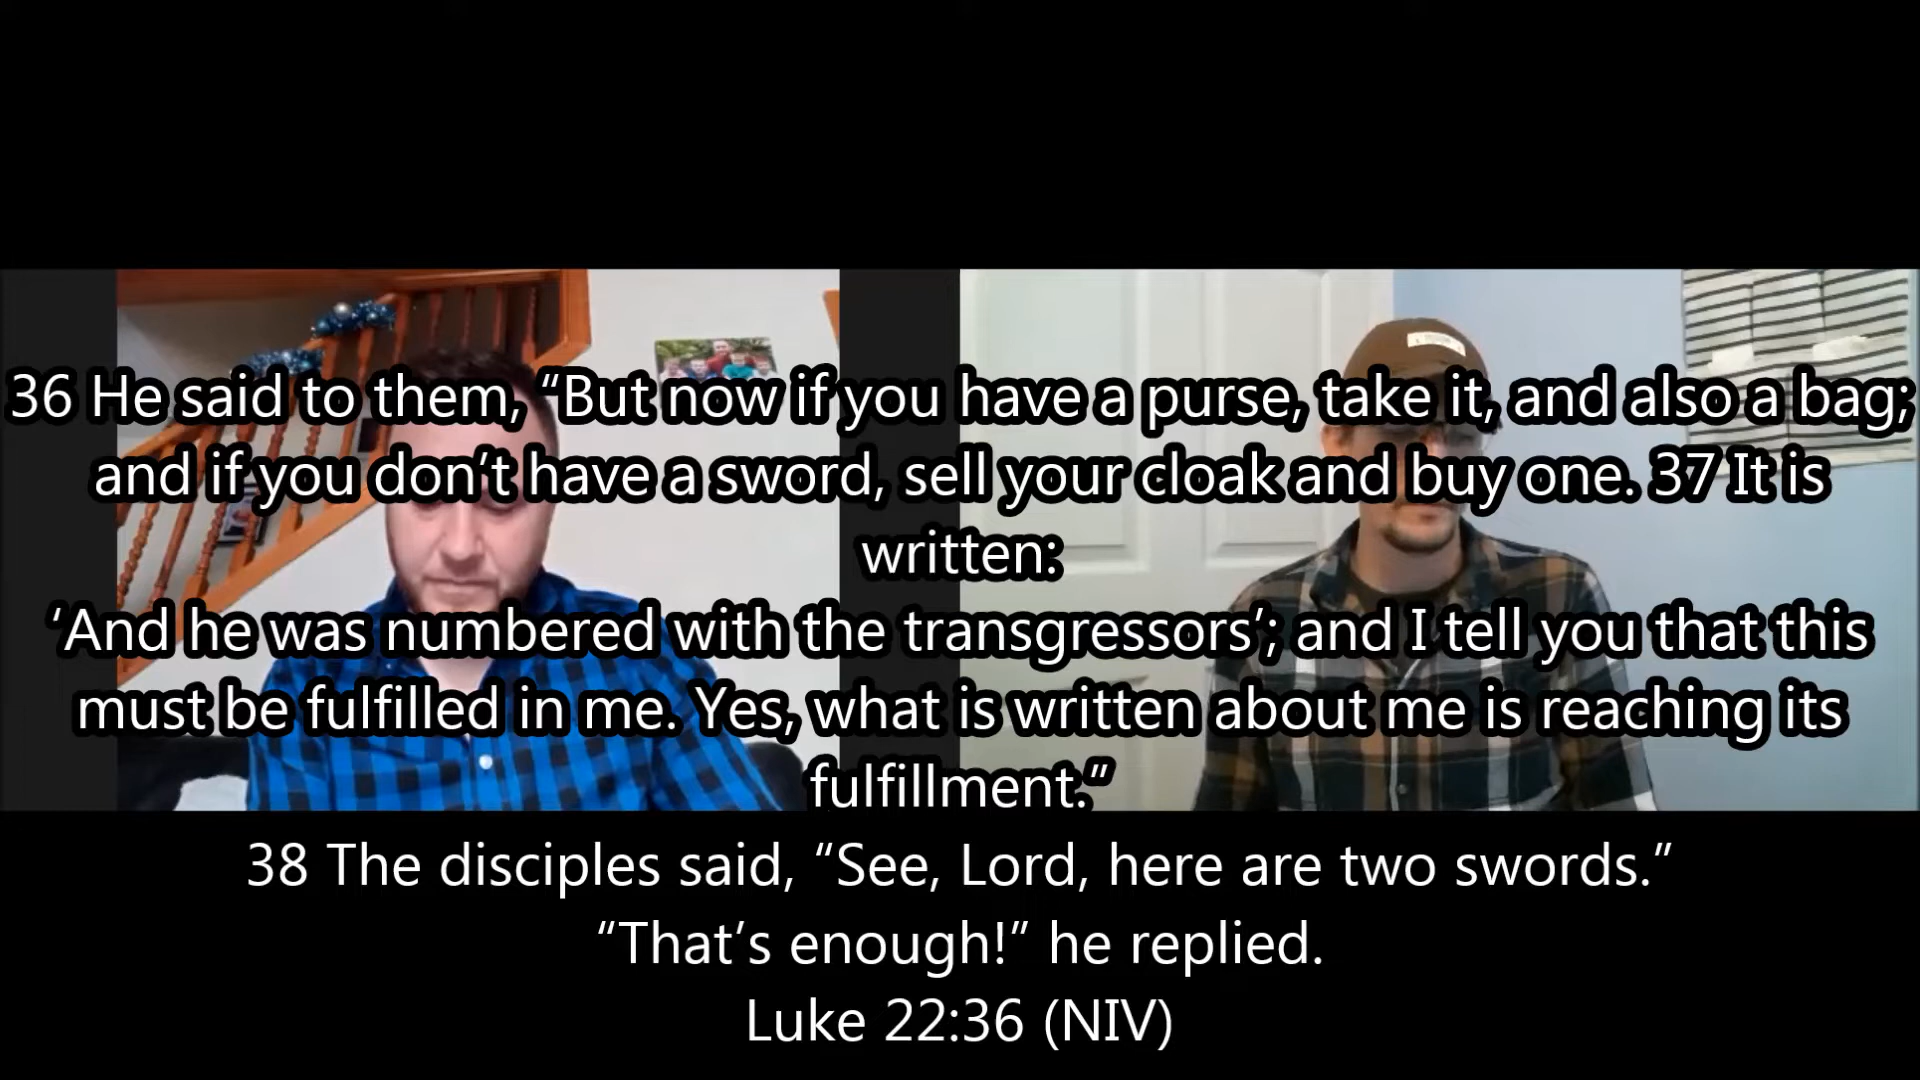 36 He said to them, “But now if you have a purse, take it, and also a bag;
and if you don’t have a sword, sell your cloak and buy one. 37 It is
written:
‘And he was numbered with the transgressors’; and I tell you that this
must be fulfilled in me. Yes, what is written about me is reaching its
fulfillment.”
38 The disciples said, “See, Lord, here are two swords.”
“That’s enough!” he replied.
Luke 22:36 (NIV)